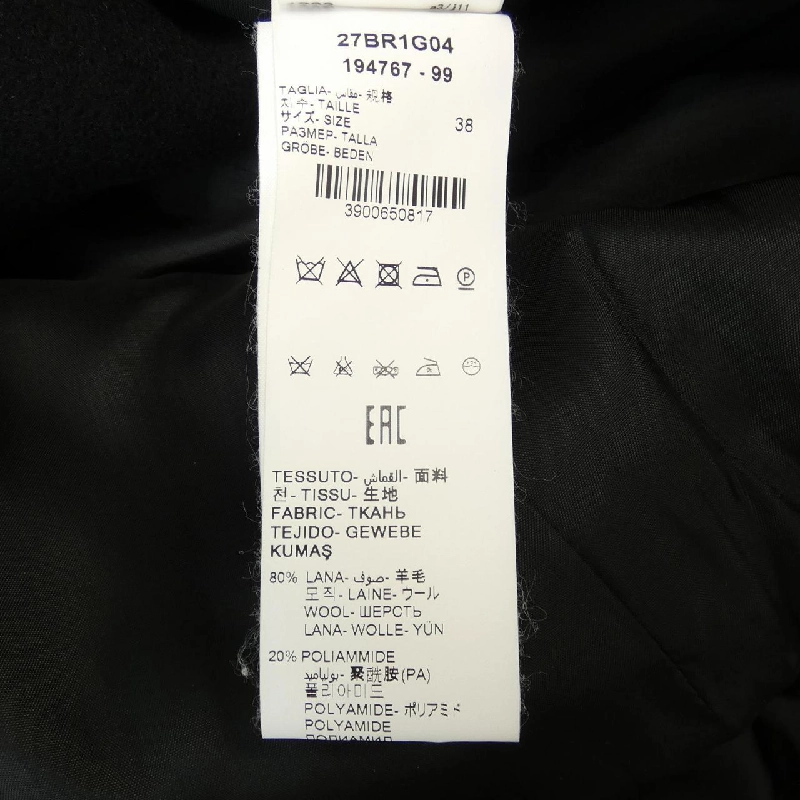 27BR1G04
194767 - 99
TAGLIA- مقاس- 规格
치수- TAILLE
サイズ- SIZE
38
РАЗМЕР- TALLA
GRÖBE- BEDEN
3900650817
P
EAC
TESSUTO- القماش- 面料
천- TISSU- 生地
FABRIC- ТКАНЬ
TEJIDO- GEWEBE
KUMAŞ
80% LANA- صوف- 羊毛
모직- LAINE- ウール
WOOL- ШЕРСТЬ
LANA- WOLLE- YÜN
20% POLIAMMIDE
بولياميد- 聚酰胺(PA)
폴리아미드
POLYAMIDE- ポリアミド
POLYAMIDE